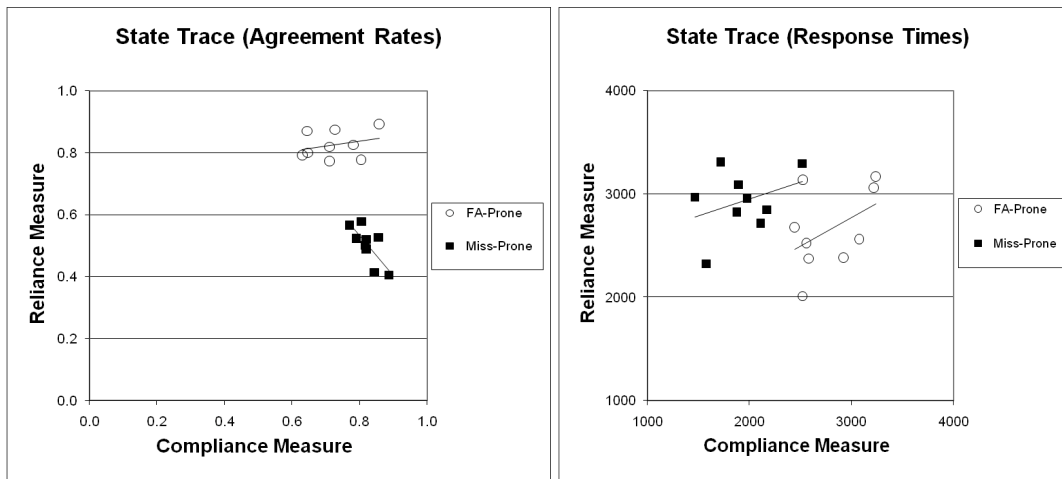 State Trace (Agreement Rates)
1.0
0.8
0.6
0.4
0.2
0.0
Reliance Measure
0.0 0.2 0.4 0.6 0.8 1.0
Compliance Measure
FA-Prone
Miss-Prone
State Trace (Response Times)
4000
3000
2000
1000
Reliance Measure
1000 2000 3000 4000
Compliance Measure
FA-Prone
Miss-Prone